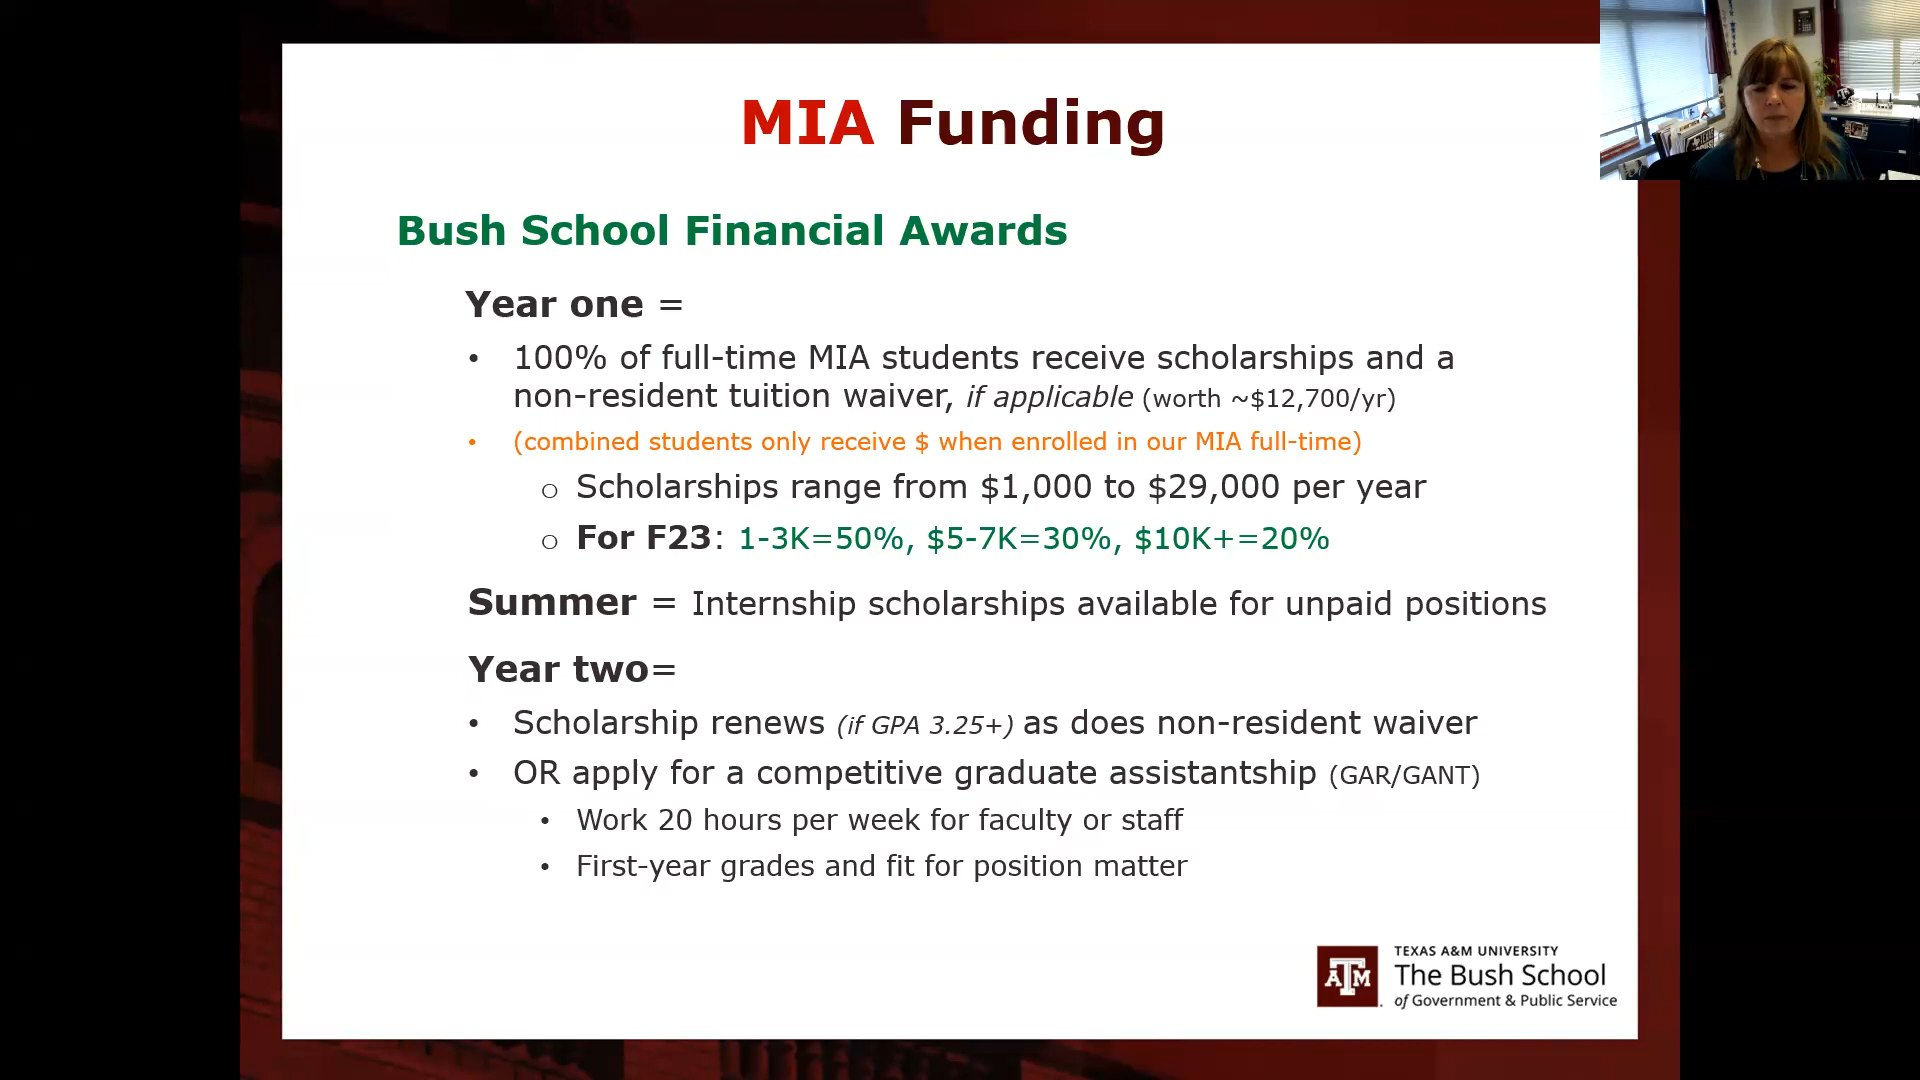 MIA Funding
Bush School Financial Awards
Year one =
• 100% of full-time MIA students receive scholarships and a
non-resident tuition waiver, if applicable (worth ~$12,700/yr)
• (combined students only receive $ when enrolled in our MIA full-time)
o Scholarships range from $1,000 to $29,000 per year
o For F23: 1-3K=50%, $5-7K=30%, $10K+=20%
Summer = Internship scholarships available for unpaid positions
Year two=
• Scholarship renews (if GPA 3.25+) as does non-resident waiver
• OR apply for a competitive graduate assistantship (GAR/GANT)
• Work 20 hours per week for faculty or staff
• First-year grades and fit for position matter
ATM
TEXAS A&M UNIVERSITY
The Bush School
of Government & Public Service